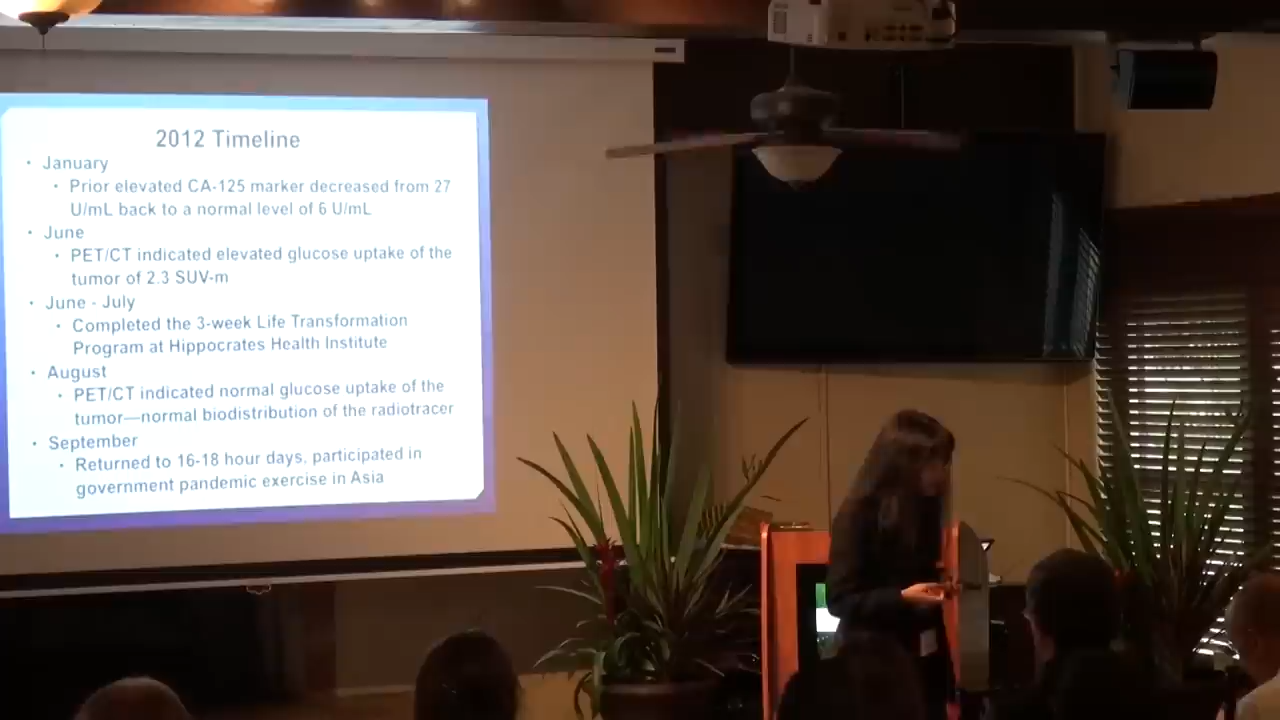 2012 Timeline
• January
• Prior elevated CA-125 marker decreased from 27
U/mL back to a normal level of 6 U/mL
• June
• PET/CT indicated elevated glucose uptake of the
tumor of 2.3 SUV-m
• June - July
• Completed the 3-week Life Transformation
Program at Hippocrates Health Institute
• August
• PET/CT indicated normal glucose uptake of the
tumor—normal biodistribution of the radiotracer
• September
• Returned to 16-18 hour days, participated in
government pandemic exercise in Asia